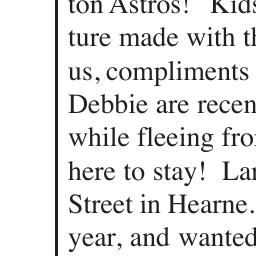 ton Astros! Kids
ture made with th
us, compliments
Debbie are recen
while fleeing fro
here to stay! Lar
Street in Hearne.
year, and wanted